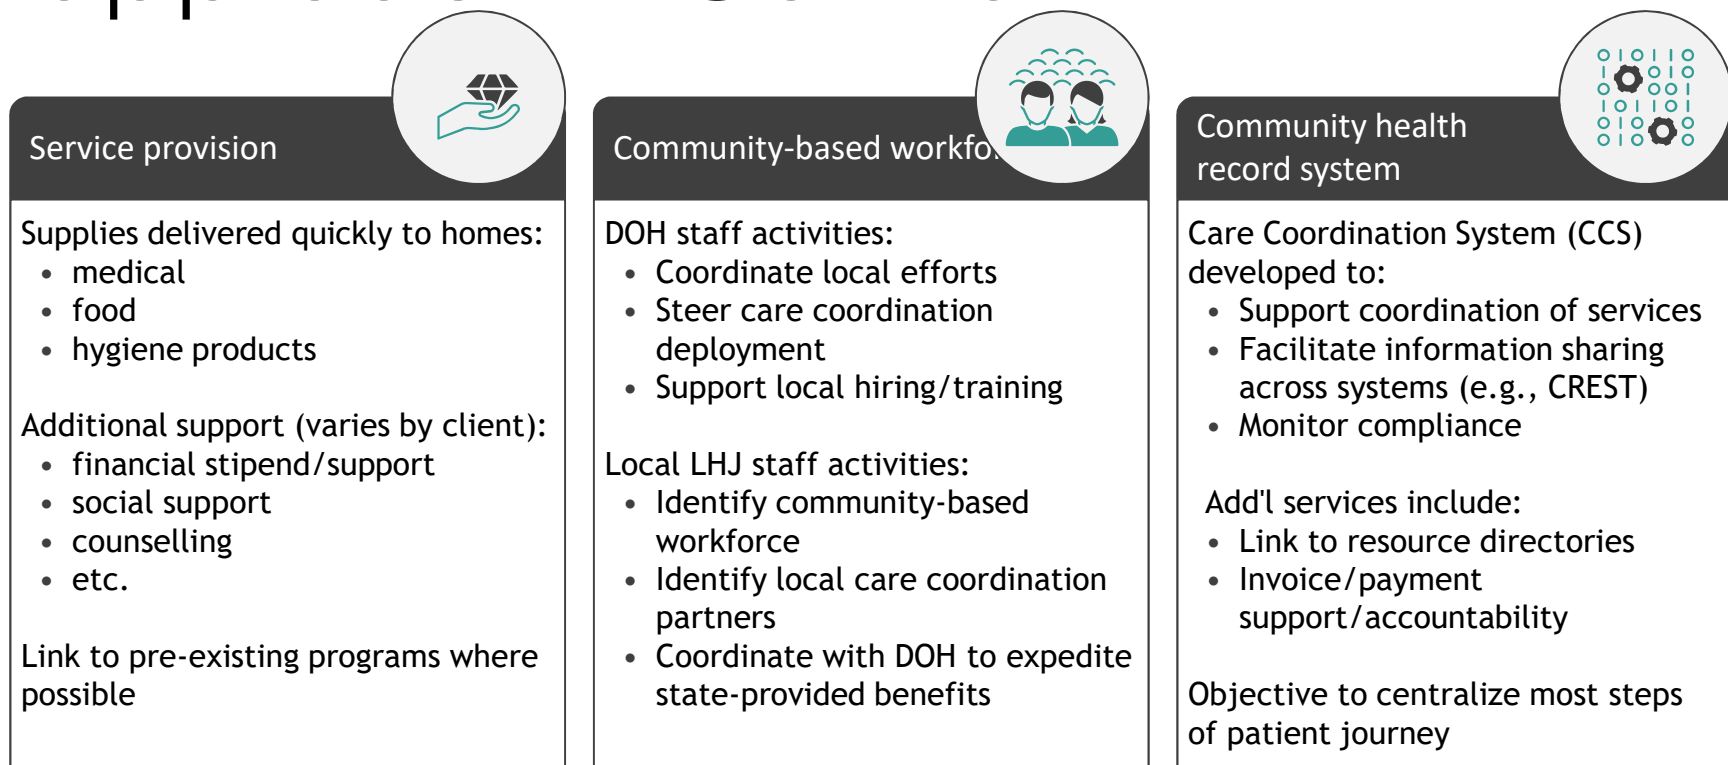 Service provision
Supplies delivered quickly to homes:
• medical
• food
• hygiene products
Additional support (varies by client):
• financial stipend/support
• social support
• counselling
• etc.
Link to pre-existing programs where
possible
Community-based
DOH staff activities:
• Coordinate local efforts
• Steer care coordination
deployment
• Support local hiring/training
Local LHJ staff activities:
• Identify community-based
workforce
• Identify local care coordination
partners
• Coordinate with DOH to expedite
state-provided benefits
Community health
record system
Care Coordination System (CCS)
developed to:
• Support coordination of services
• Facilitate information sharing
across systems (e.g., CREST)
• Monitor compliance
Add'l services include:
• Link to resource directories
• Invoice/payment
support/accountability
Objective to centralize most steps
of patient journey